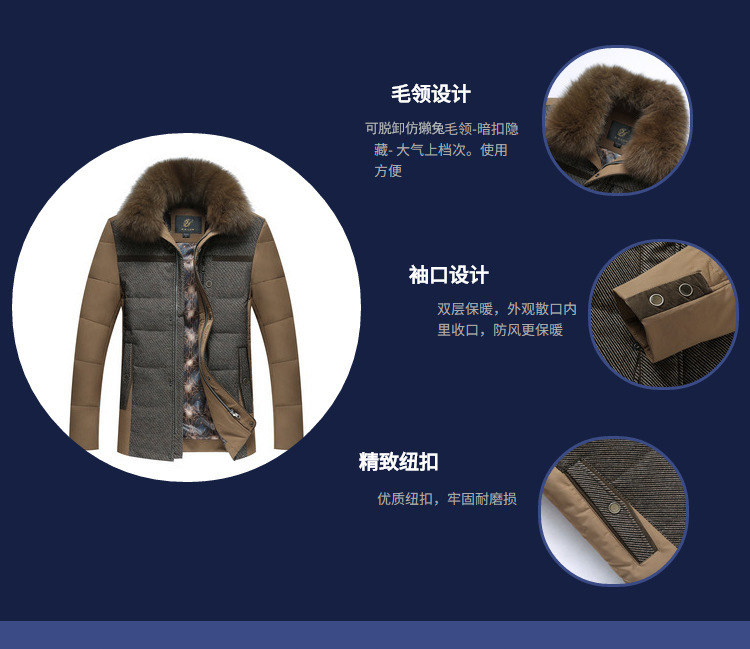 毛领设计
可脱卸仿獭兔毛领-暗扣隐
藏- 大气上档次。使用
方便
袖口设计
双层保暖，外观散口内
里收口，防风更保暖
精致纽扣
优质纽扣，牢固耐磨损